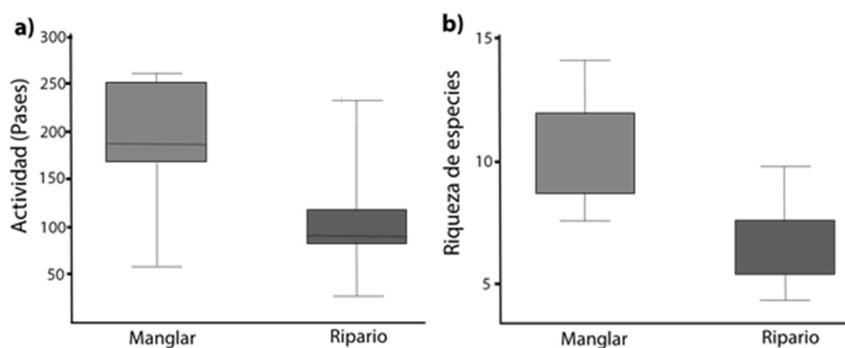 a)
300
250
200
150
100
50
Actividad (Pases)
Manglar Ripario
b)
15
10
5
Riqueza de especies
Manglar Ripario